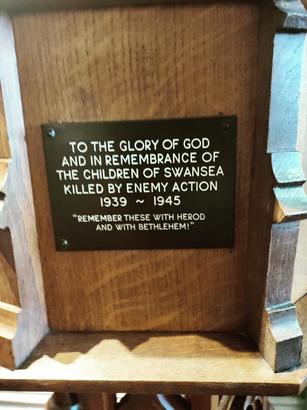 TO THE GLORY OF GOD
AND IN REMEMBRANCE OF
THE CHILDREN OF SWANSEA
KILLED BY ENEMY ACTION
1939 ~ 1945
"REMEMBER THESE WITH HEROD
AND WITH BETHLEHEM!"